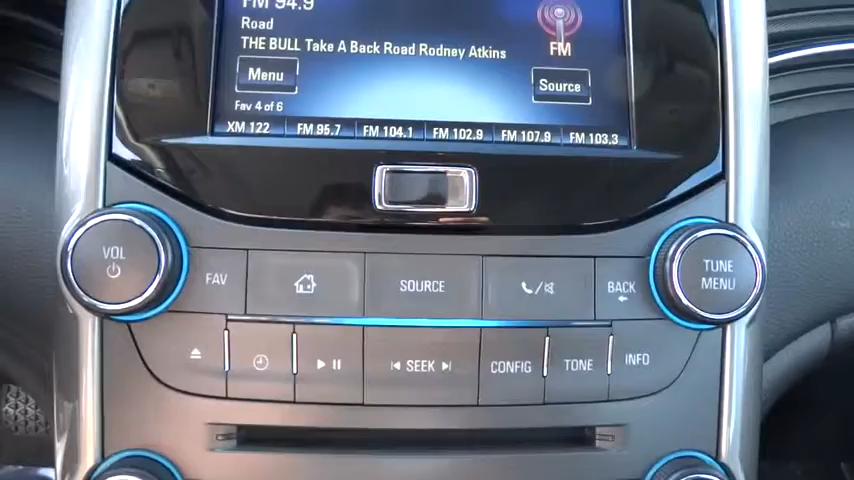 FM 94.9
Road
THE BULL Take A Back Road Rodney Atkins
FM
Menu
Source
Fav 4 of 6
XM 122 FM 95.7 FM 104.1 FM 102.9 FM 107.9 FM 103.3
VOL
FAV
SOURCE
BACK
TUNE
MENU
SEEK
CONFIG
TONE
INFO